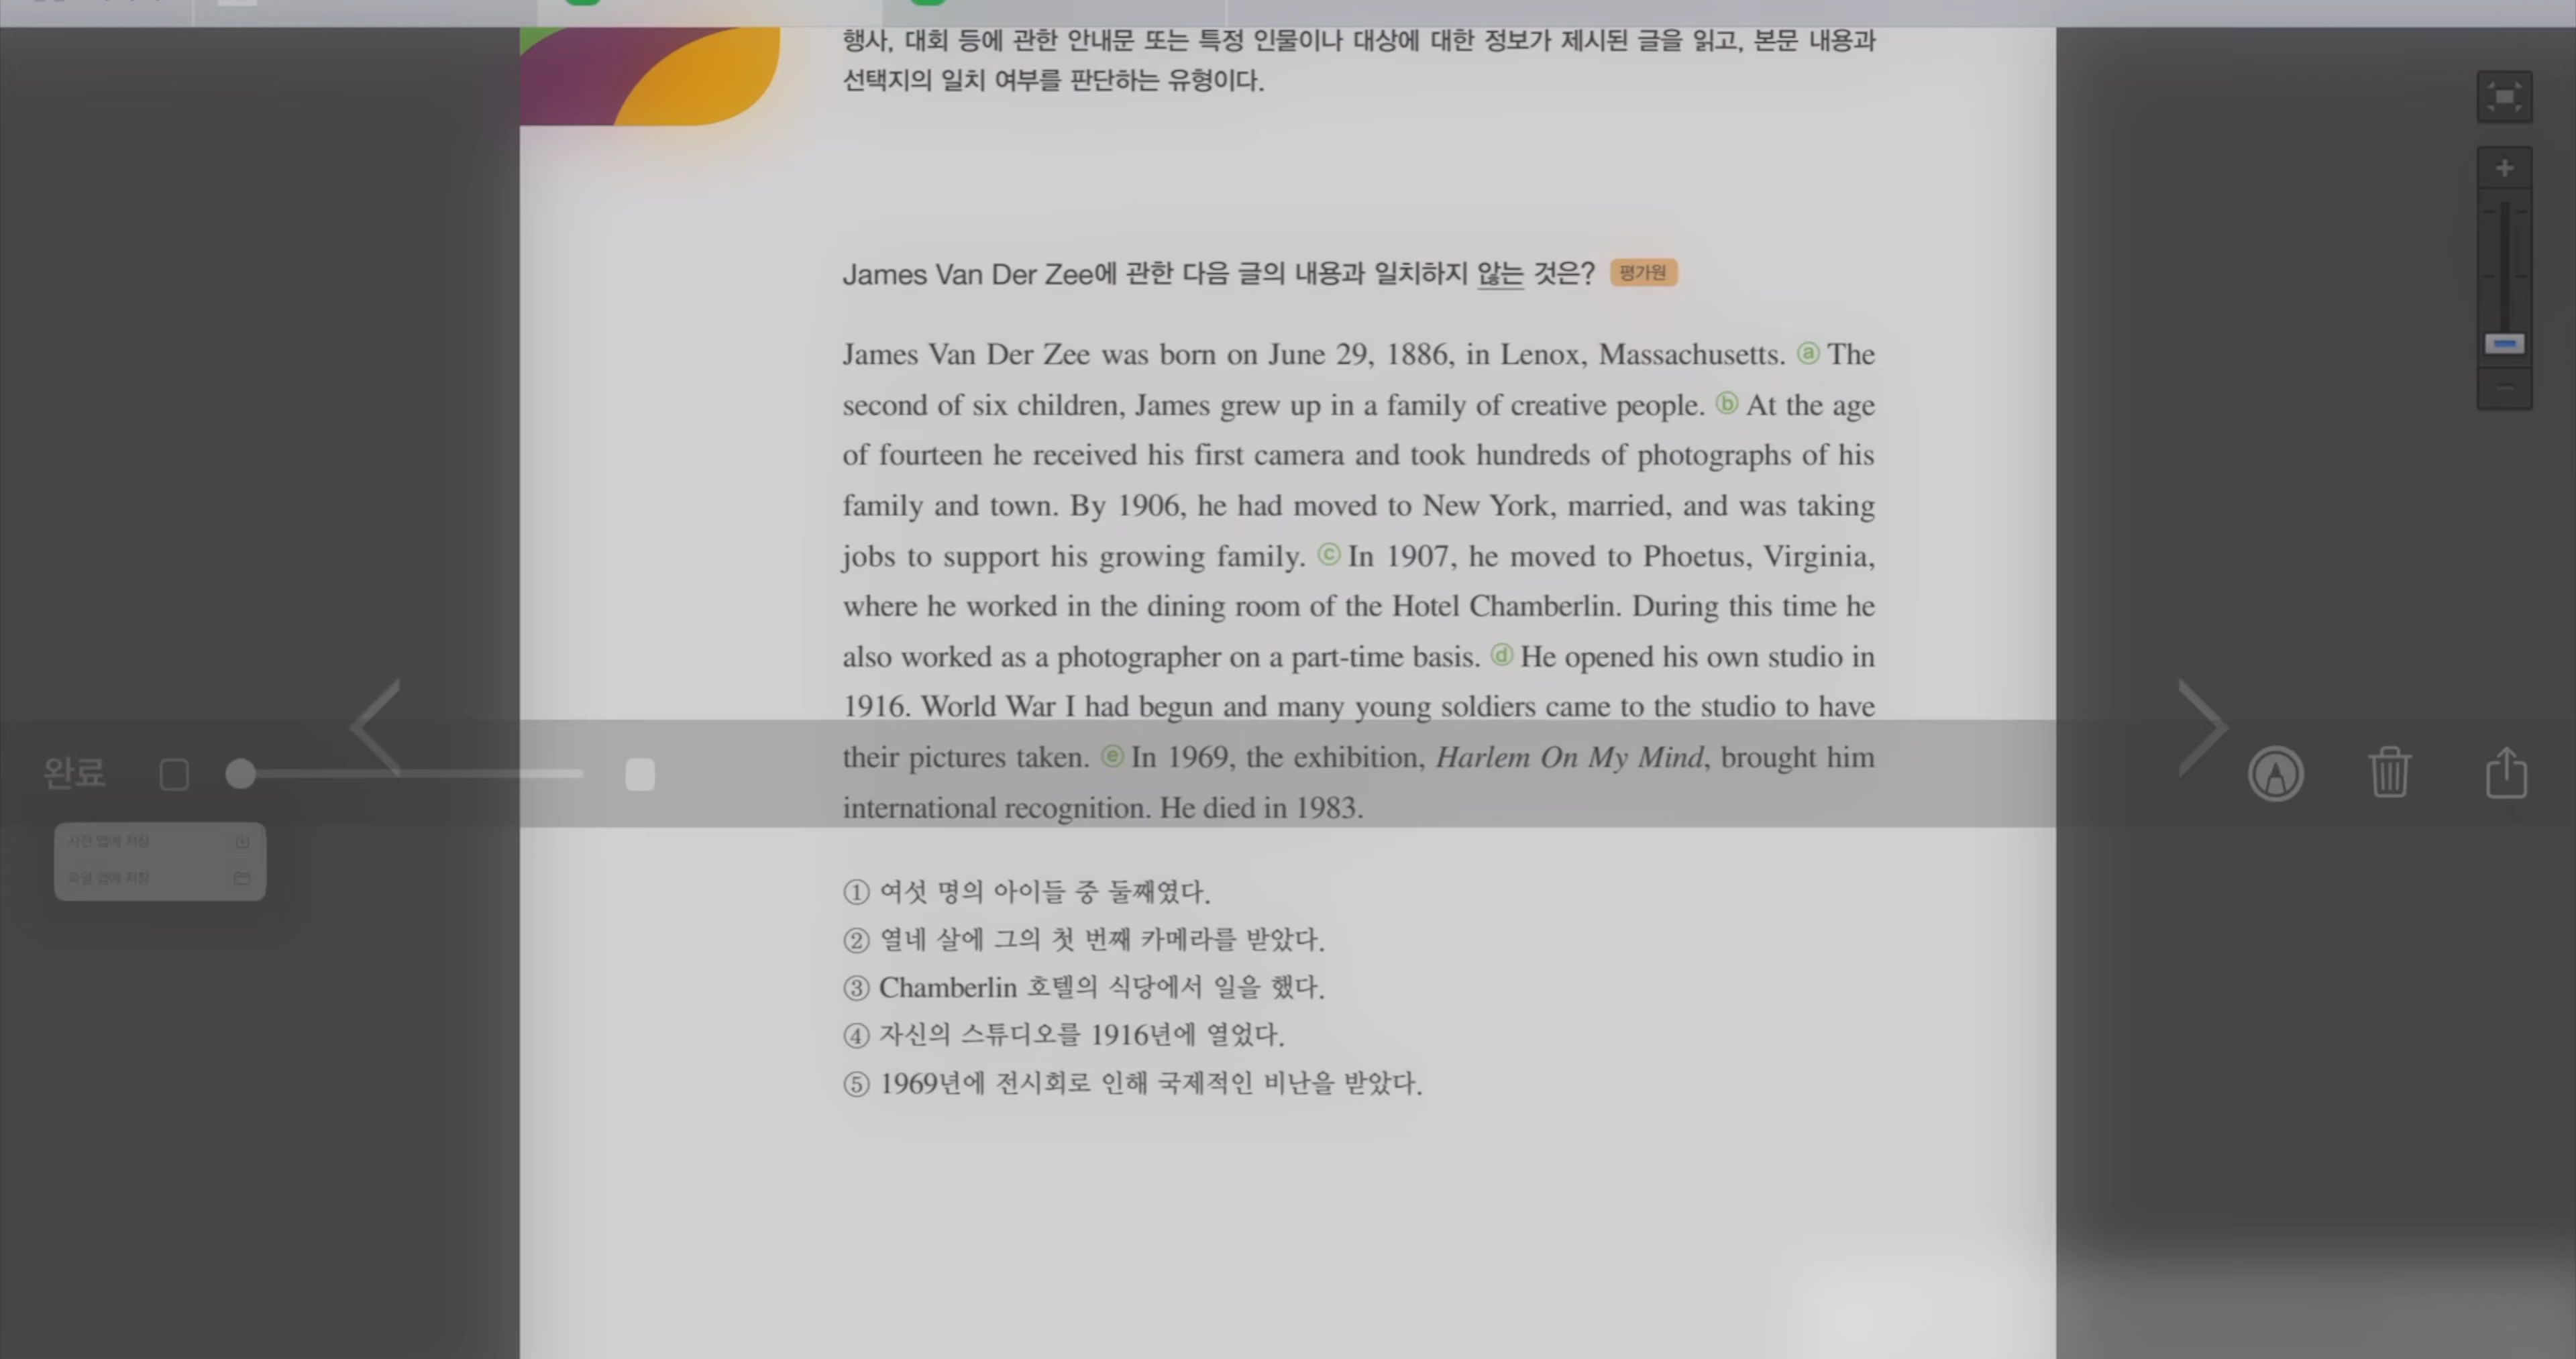 행사, 대회 등에 관한 안내문 또는 특정 인물이나 대상에 대한 정보가 제시된 글을 읽고, 본문 내용과
선택지의 일치 여부를 판단하는 유형이다.
James Van Der Zee에 관한 다음 글의 내용과 일치하지 않는 것은? 평가원
James Van Der Zee was born on June 29, 1886, in Lenox, Massachusetts. ⓐ The
second of six children, James grew up in a family of creative people. ⓑ At the age
of fourteen he received his first camera and took hundreds of photographs of his
family and town. By 1906, he had moved to New York, married, and was taking
jobs to support his growing family. ⓒ In 1907, he moved to Phoetus, Virginia,
where he worked in the dining room of the Hotel Chamberlin. During this time he
also worked as a photographer on a part-time basis. ⓓ He opened his own studio in
1916. World War I had begun and many young soldiers came to the studio to have
their pictures taken. ⓔ In 1969, the exhibition, Harlem On My Mind, brought him
international recognition. He died in 1983.
① 여섯 명의 아이들 중 둘째였다.
② 열네 살에 그의 첫 번째 카메라를 받았다.
③ Chamberlin 호텔의 식당에서 일을 했다.
④ 자신의 스튜디오를 1916년에 열었다.
⑤ 1969년에 전시회로 인해 국제적인 비난을 받았다.
완료
사진 앱에 저장
파일 앱에 저장